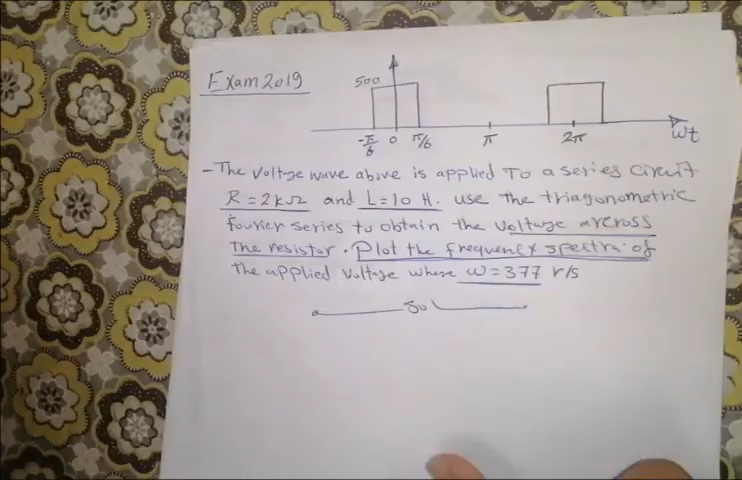 Exam 2019
500
-π/6 0 π/6 π 2π ωt
- The voltage wave above is applied To a series circuit
R = 2kΩ and L = 10 H. use the triagonometric
fourier series to obtain the voltage arcross
the resistor. Plot the frequency spectra of
the applied voltage where ω = 377 r/s
Sol